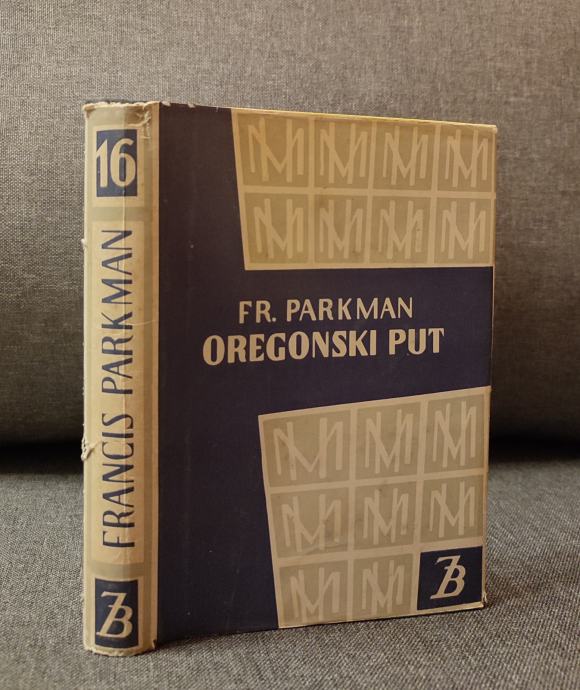 16
FRANCIS PARKMAN
ZB
FR. PARKMAN
OREGONSKI PUT
ZB